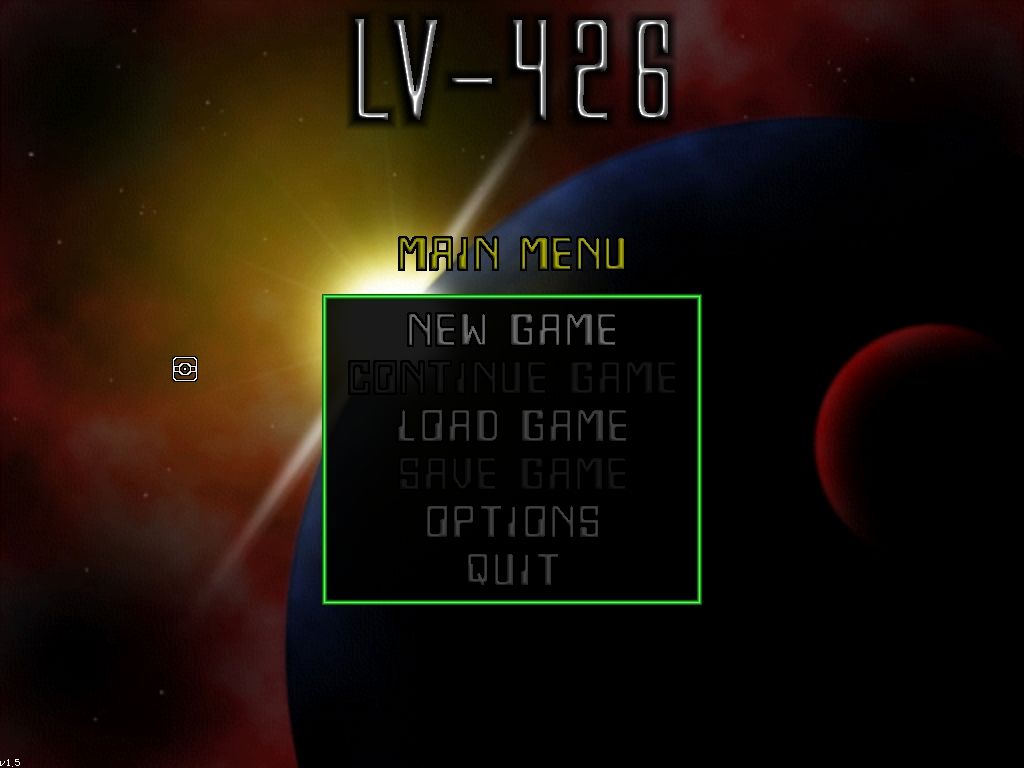 LV-426
MAIN MENU
NEW GAME
CONTINUE GAME
LOAD GAME
SAVE GAME
OPTIONS
QUIT
v1.5